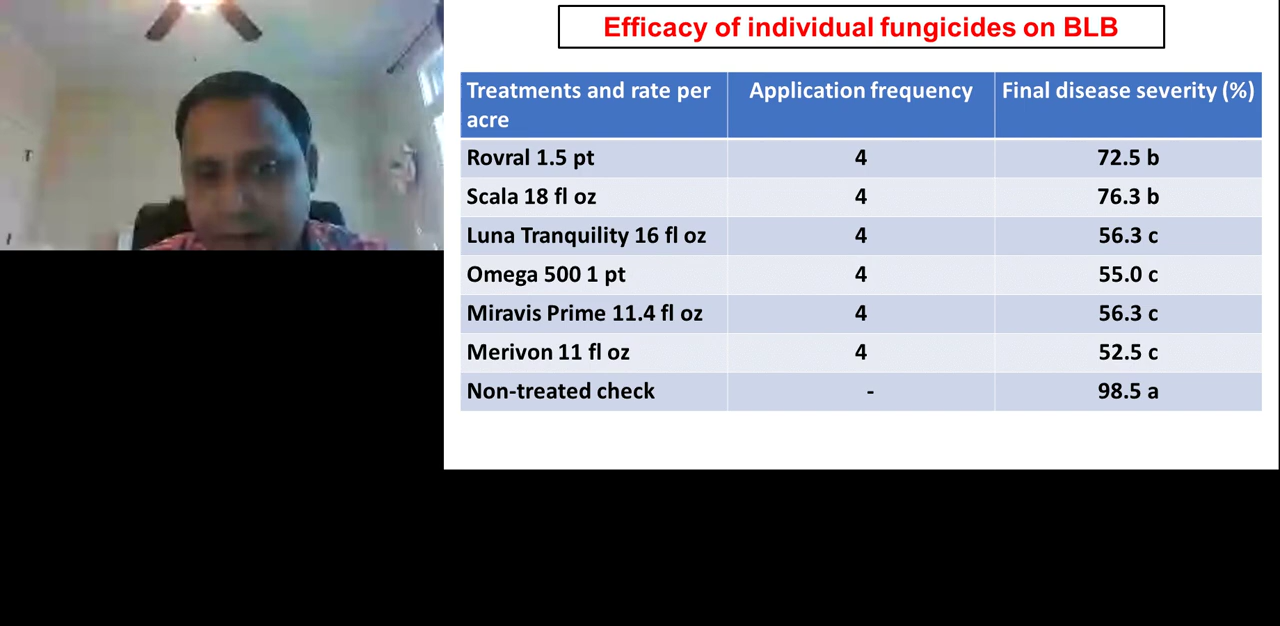 Efficacy of individual fungicides on BLB
Treatments and rate per acre Application frequency Final disease severity (%)
Rovral 1.5 pt 4 72.5 b
Scala 18 fl oz 4 76.3 b
Luna Tranquility 16 fl oz 4 56.3 c
Omega 500 1 pt 4 55.0 c
Miravis Prime 11.4 fl oz 4 56.3 c
Merivon 11 fl oz 4 52.5 c
Non-treated check - 98.5 a